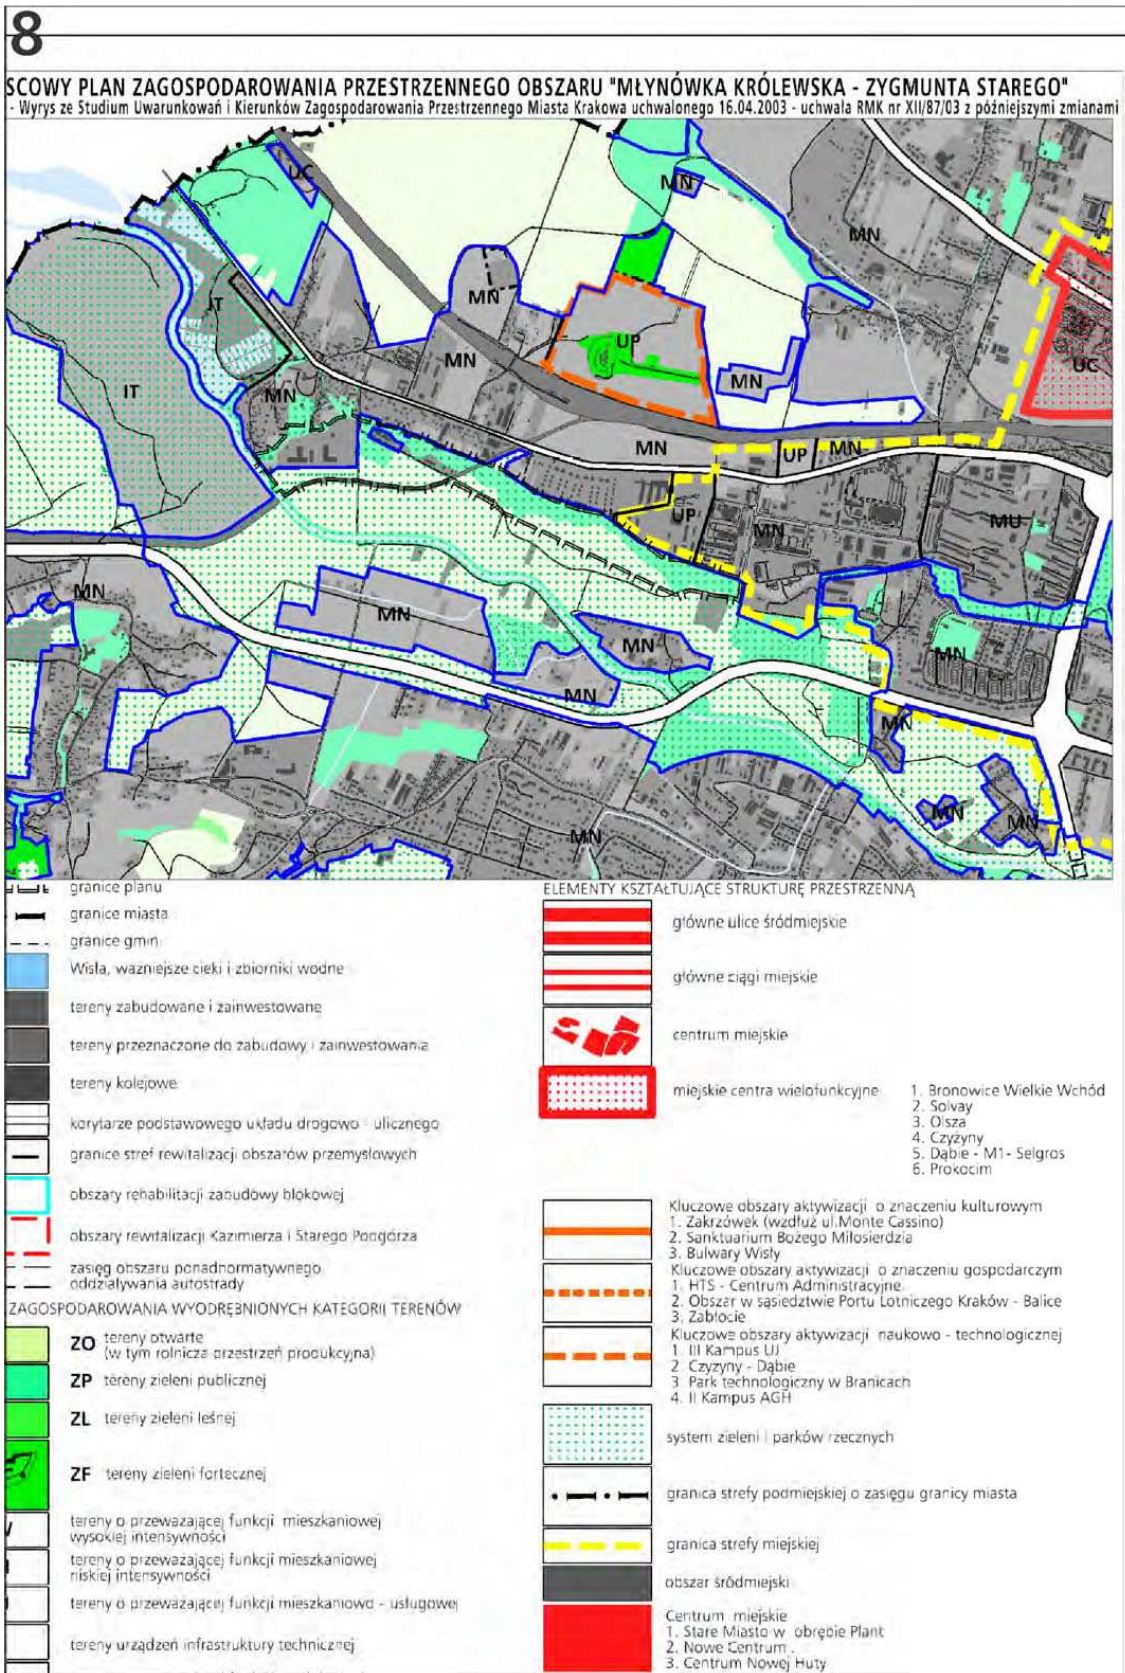 8
SCOWY PLAN ZAGOSPODAROWANIA PRZESTRZENNEGO OBSZARU "MŁYNÓWKA KRÓLEWSKA - ZYGMUNTA STAREGO"
- Wyrys ze Studium Uwarunkowań i Kierunków Zagospodarowania Przestrzennego Miasta Krakowa uchwalonego 16.04.2003 - uchwała RMK nr XII/87/03 z późniejszymi zmianami
UC
MN
MN
MN
IT
UP
MN
UC
IT
MN
MN
MN
UP
MN
UP
MN
MU
MN
MN
MN
MN
MN
MN
MN
MN
MN
granice planu
granice miasta
granice gmin
Wisła, ważniejsze cieki i zbiorniki wodne
tereny zabudowane i zainwestowane
tereny przeznaczone do zabudowy i zainwestowania
tereny kolejowe
korytarze podstawowego układu drogowo - ulicznego
granice stref rewitalizacji obszarów przemysłowych
obszary rehabilitacji zabudowy blokowej
obszary rewitalizacji Kazimierza i Starego Podgórza
zasięg obszaru ponadnormatywnego
oddziaływania autostrady
ZAGOSPODAROWANIA WYODRĘBNIONYCH KATEGORII TERENÓW
ZO tereny otwarte
(w tym rolnicza przestrzeń produkcyjna)
ZP tereny zieleni publicznej
ZL tereny zieleni leśnej
ZF tereny zieleni fortecznej
tereny o przeważającej funkcji mieszkaniowej
wysokiej intensywności
tereny o przeważającej funkcji mieszkaniowej
niskiej intensywności
tereny o przeważającej funkcji mieszkaniowo - usługowej
tereny urządzeń infrastruktury technicznej
ELEMENTY KSZTAŁTUJĄCE STRUKTURĘ PRZESTRZENNĄ
główne ulice śródmiejskie
główne ciągi miejskie
centrum miejskie
miejskie centra wielofunkcyjne
1. Bronowice Wielkie Wchód
2. Solvay
3. Olsza
4. Czyżyny
5. Dąbie - M1- Selgros
6. Prokocim
Kluczowe obszary aktywizacji o znaczeniu kulturowym
1. Zakrzówek (wzdłuż ul.Monte Cassino)
2. Sanktuarium Bożego Miłosierdzia
3. Bulwary Wisły
Kluczowe obszary aktywizacji o znaczeniu gospodarczym
1. HTS - Centrum Administracyjne
2. Obszar w sąsiedztwie Portu Lotniczego Kraków - Balice
3. Zabłocie
Kluczowe obszary aktywizacji naukowo - technologicznej
1. III Kampus UJ
2. Czyżyny - Dąbie
3. Park technologiczny w Branicach
4. II Kampus AGH
system zieleni i parków rzecznych
granica strefy podmiejskiej o zasięgu granicy miasta
granica strefy miejskiej
obszar śródmiejski
Centrum miejskie
1. Stare Miasto w obrębie Plant
2. Nowe Centrum
3. Centrum Nowej Huty